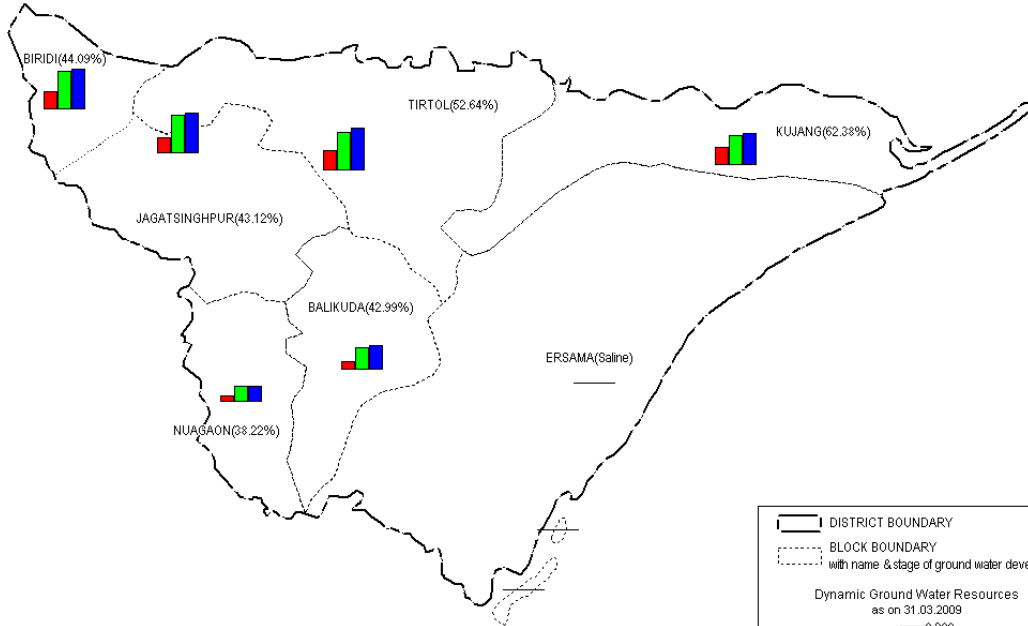 BIRIDI(44.09%)
TIRTOL(52.64%)
KUJANG(62.38%)
JAGATSINGHPUR(43.12%)
BALIKUDA(42.99%)
ERSAMA(Saline)
NUAGAON(38.22%)
DISTRICT BOUNDARY
BLOCK BOUNDARY
with name & stage of ground water deve
Dynamic Ground Water Resources
as on 31.03.2009